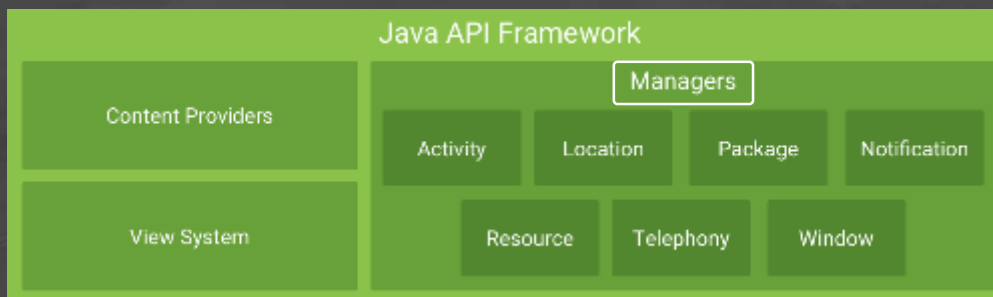 Java API Framework
Content Providers
View System
Managers
Activity Location Package Notification
Resource Telephony Window